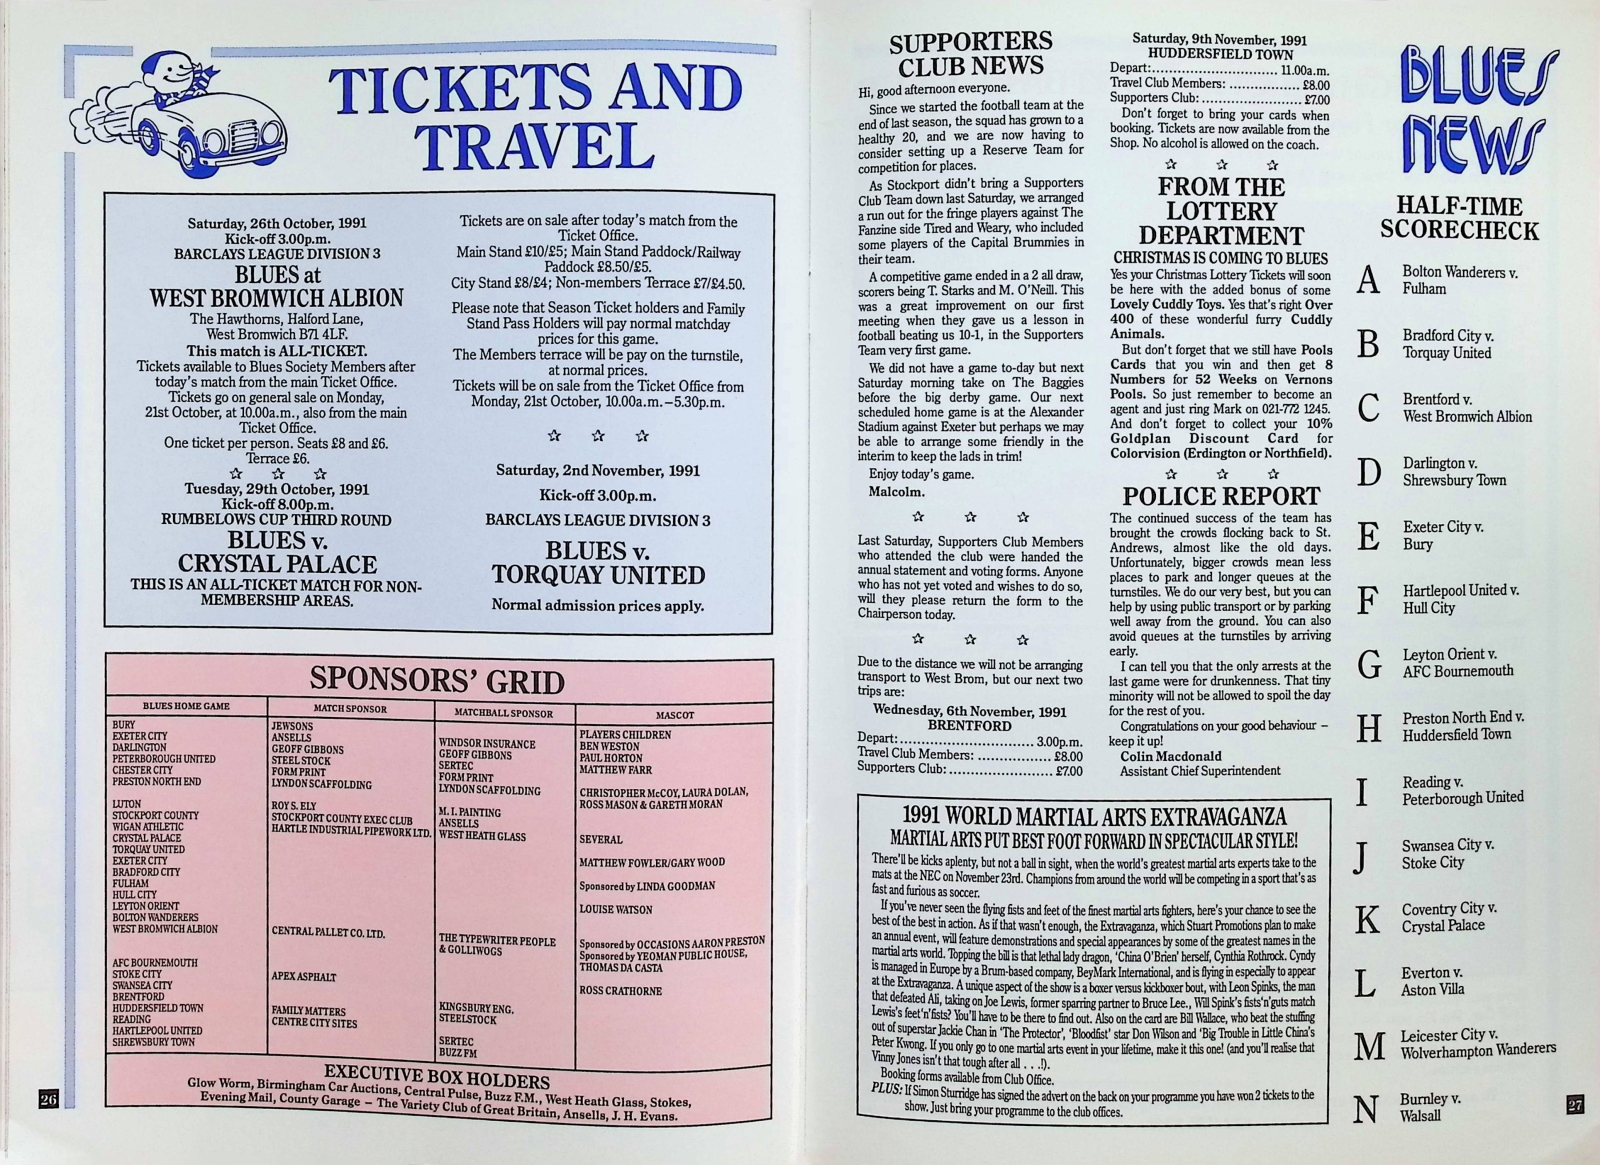 TICKETS AND
TRAVEL
Saturday, 26th October, 1991
Kick-off 3.00p.m.
BARCLAYS LEAGUE DIVISION 3
BLUES at
WEST BROMWICH ALBION
The Hawthorns, Halford Lane,
West Bromwich B71 4LF.
This match is ALL-TICKET.
Tickets available to Blues Society Members after
today's match from the main Ticket Office.
Tickets go on general sale on Monday,
21st October, at 10.00a.m., also from the main
Ticket Office.
One ticket per person. Seats £8 and £6.
Terrace £6.
☆ ☆ ☆
Tuesday, 29th October, 1991
Kick-off 8.00p.m.
RUMBELOWS CUP THIRD ROUND
BLUES v.
CRYSTAL PALACE
THIS IS AN ALL-TICKET MATCH FOR NON-
MEMBERSHIP AREAS.
Tickets are on sale after today's match from the
Ticket Office.
Main Stand £10/£5; Main Stand Paddock/Railway
Paddock £8.50/£5.
City Stand £8/£4; Non-members Terrace £7/£4.50.
Please note that Season Ticket holders and Family
Stand Pass Holders will pay normal matchday
prices for this game.
The Members terrace will be pay on the turnstile,
at normal prices.
Tickets will be on sale from the Ticket Office from
Monday, 21st October, 10.00a.m.–5.30p.m.
☆ ☆ ☆
Saturday, 2nd November, 1991
Kick-off 3.00p.m.
BARCLAYS LEAGUE DIVISION 3
BLUES v.
TORQUAY UNITED
Normal admission prices apply.
SPONSORS' GRID
BLUES HOME GAME
BURY
EXETER CITY
DARLINGTON
PETERBOROUGH UNITED
CHESTER CITY
PRESTON NORTH END
LUTON
STOCKPORT COUNTY
WIGAN ATHLETIC
CRYSTAL PALACE
TORQUAY UNITED
EXETER CITY
BRADFORD CITY
FULHAM
HULL CITY
LEYTON ORIENT
BOLTON WANDERERS
WEST BROMWICH ALBION
AFC BOURNEMOUTH
STOKE CITY
SWANSEA CITY
BRENTFORD
HUDDERSFIELD TOWN
READING
HARTLEPOOL UNITED
SHREWSBURY TOWN
MATCH SPONSOR
JEWSONS
ANSELLS
GEOFF GIBBONS
STEEL STOCK
FORM PRINT
LYNDON SCAFFOLDING
ROY S. ELY
STOCKPORT COUNTY EXEC CLUB
HARTLE INDUSTRIAL PIPEWORK LTD.
CENTRAL PALLET CO. LTD.
APEX ASPHALT
FAMILY MATTERS
CENTRE CITY SITES
MATCHBALL SPONSOR
WINDSOR INSURANCE
GEOFF GIBBONS
SERTEC
FORM PRINT
LYNDON SCAFFOLDING
M. I. PAINTING
ANSELLS
WEST HEATH GLASS
THE TYPEWRITER PEOPLE
& GOLLIWOGS
KINGSBURY ENG.
STEELSTOCK
SERTEC
BUZZ FM
MASCOT
PLAYERS CHILDREN
BEN WESTON
PAUL HORTON
MATTHEW FARR
CHRISTOPHER McCOY, LAURA DOLAN,
ROSS MASON & GARETH MORAN
SEVERAL
MATTHEW FOWLER/GARY WOOD
Sponsored by LINDA GOODMAN
LOUISE WATSON
Sponsored by OCCASIONS AARON PRESTON
Sponsored by YEOMAN PUBLIC HOUSE,
THOMAS DA CASTA
ROSS CRATHORNE
EXECUTIVE BOX HOLDERS
Glow Worm, Birmingham Car Auctions, Central Pulse, Buzz F.M., West Heath Glass, Stokes,
Evening Mail, County Garage – The Variety Club of Great Britain, Ansells, J. H. Evans.
26
SUPPORTERS
CLUB NEWS
Hi, good afternoon everyone.
Since we started the football team at the
end of last season, the squad has grown to a
healthy 20, and we are now having to
consider setting up a Reserve Team for
competition for places.
As Stockport didn't bring a Supporters
Club Team down last Saturday, we arranged
a run out for the fringe players against The
Fanzine side Tired and Weary, who included
some players of the Capital Brummies in
their team.
A competitive game ended in a 2 all draw,
scorers being T. Starks and M. O'Neill. This
was a great improvement on our first
meeting when they gave us a lesson in
football beating us 10-1, in the Supporters
Team very first game.
We did not have a game to-day but next
Saturday morning take on The Baggies
before the big derby game. Our next
scheduled home game is at the Alexander
Stadium against Exeter but perhaps we may
be able to arrange some friendly in the
interim to keep the lads in trim!
Enjoy today's game.
Malcolm.
☆ ☆ ☆
Last Saturday, Supporters Club Members
who attended the club were handed the
annual statement and voting forms. Anyone
who has not yet voted and wishes to do so,
will they please return the form to the
Chairperson today.
☆ ☆ ☆
Due to the distance we will not be arranging
transport to West Brom, but our next two
trips are:
Wednesday, 6th November, 1991
BRENTFORD
Depart:.................................. 3.00p.m.
Travel Club Members: ................... £8.00
Supporters Club:......................... £7.00
Saturday, 9th November, 1991
HUDDERSFIELD TOWN
Depart:.............................. 11.00a.m.
Travel Club Members: .................. £8.00
Supporters Club: ........................ £7.00
Don't forget to bring your cards when
booking. Tickets are now available from the
Shop. No alcohol is allowed on the coach.
☆ ☆ ☆
FROM THE
LOTTERY
DEPARTMENT
CHRISTMAS IS COMING TO BLUES
Yes your Christmas Lottery Tickets will soon
be here with the added bonus of some
Lovely Cuddly Toys. Yes that's right Over
400 of these wonderful furry Cuddly
Animals.
But don't forget that we still have Pools
Cards that you win and then get 8
Numbers for 52 Weeks on Vernons
Pools. So just remember to become an
agent and just ring Mark on 021-772 1245.
And don't forget to collect your 10%
Goldplan Discount Card for
Colorvision (Erdington or Northfield).
☆ ☆ ☆
POLICE REPORT
The continued success of the team has
brought the crowds flocking back to St.
Andrews, almost like the old days.
Unfortunately, bigger crowds mean less
places to park and longer queues at the
turnstiles. We do our very best, but you can
help by using public transport or by parking
well away from the ground. You can also
avoid queues at the turnstiles by arriving
early.
I can tell you that the only arrests at the
last game were for drunkenness. That tiny
minority will not be allowed to spoil the day
for the rest of you.
Congratulations on your good behaviour –
keep it up!
Colin Macdonald
Assistant Chief Superintendent
1991 WORLD MARTIAL ARTS EXTRAVAGANZA
MARTIAL ARTS PUT BEST FOOT FORWARD IN SPECTACULAR STYLE!
There'll be kicks aplenty, but not a ball in sight, when the world's greatest martial arts experts take to the
mats at the NEC on November 23rd. Champions from around the world will be competing in a sport that's as
fast and furious as soccer.
If you've never seen the flying fists and feet of the finest martial arts fighters, here's your chance to see the
best of the best in action. As if that wasn't enough, the Extravaganza, which Stuart Promotions plan to make
an annual event, will feature demonstrations and special appearances by some of the greatest names in the
martial arts world. Topping the bill is that lethal lady dragon, 'China O'Brien' herself, Cynthia Rothrock. Cyndy
is managed in Europe by a Brum-based company, BeyMark International, and is flying in especially to appear
at the Extravaganza. A unique aspect of the show is a boxer versus kickboxer bout, with Leon Spinks, the man
that defeated Ali, taking on Joe Lewis, former sparring partner to Bruce Lee., Will Spink's fists'n'guts match
Lewis's feet'n'fists? You'll have to be there to find out. Also on the card are Bill Wallace, who beat the stuffing
out of superstar Jackie Chan in 'The Protector', 'Bloodfist' star Don Wilson and 'Big Trouble in Little China's
Peter Kwong. If you only go to one martial arts event in your lifetime, make it this one! (and you'll realise that
Vinny Jones isn't that tough after all . . .!).
Booking forms available from Club Office.
PLUS: If Simon Sturridge has signed the advert on the back on your programme you have won 2 tickets to the
show. Just bring your programme to the club offices.
BLUES
NEWS
HALF-TIME
SCORECHECK
A Bolton Wanderers v.
Fulham
B Bradford City v.
Torquay United
C Brentford v.
West Bromwich Albion
D Darlington v.
Shrewsbury Town
E Exeter City v.
Bury
F Hartlepool United v.
Hull City
G Leyton Orient v.
AFC Bournemouth
H Preston North End v.
Huddersfield Town
I Reading v.
Peterborough United
J Swansea City v.
Stoke City
K Coventry City v.
Crystal Palace
L Everton v.
Aston Villa
M Leicester City v.
Wolverhampton Wanderers
N Burnley v.
Walsall
27